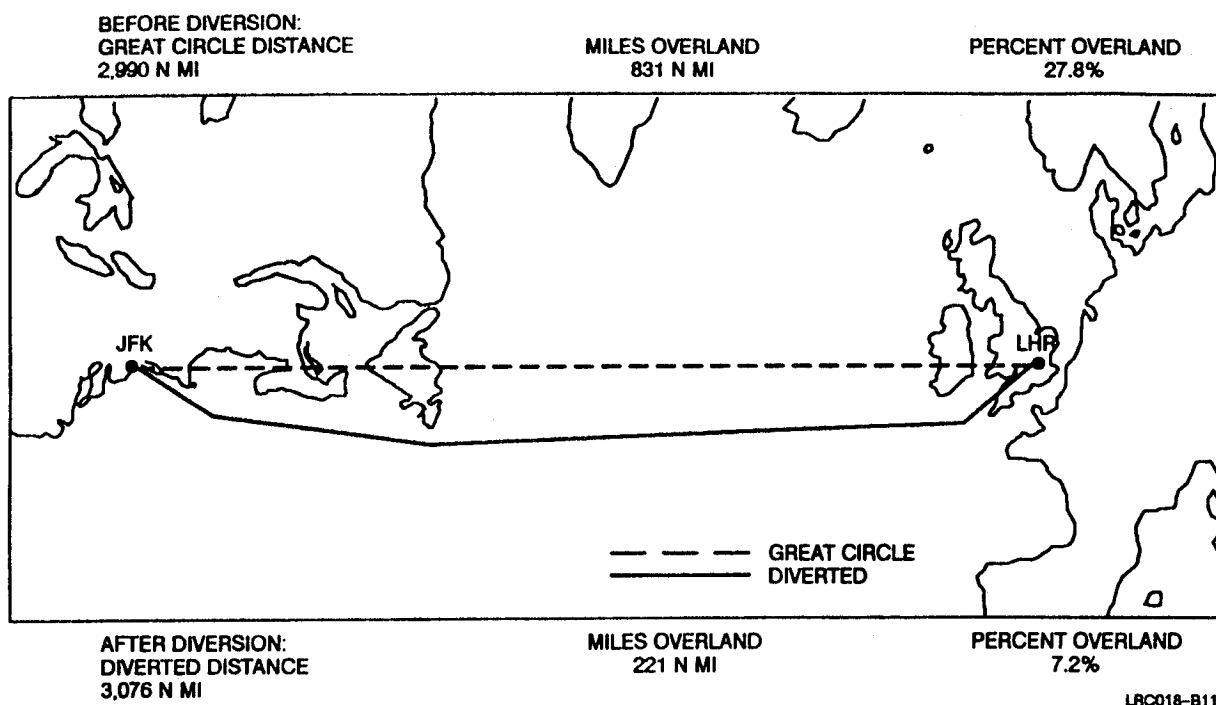 BEFORE DIVERSION:
GREAT CIRCLE DISTANCE
2,990 N MI
MILES OVERLAND
831 N MI
PERCENT OVERLAND
27.8%
JFK
LHR
GREAT CIRCLE
DIVERTED
AFTER DIVERSION:
DIVERTED DISTANCE
3,076 N MI
MILES OVERLAND
221 N MI
PERCENT OVERLAND
7.2%
LRC018-B11